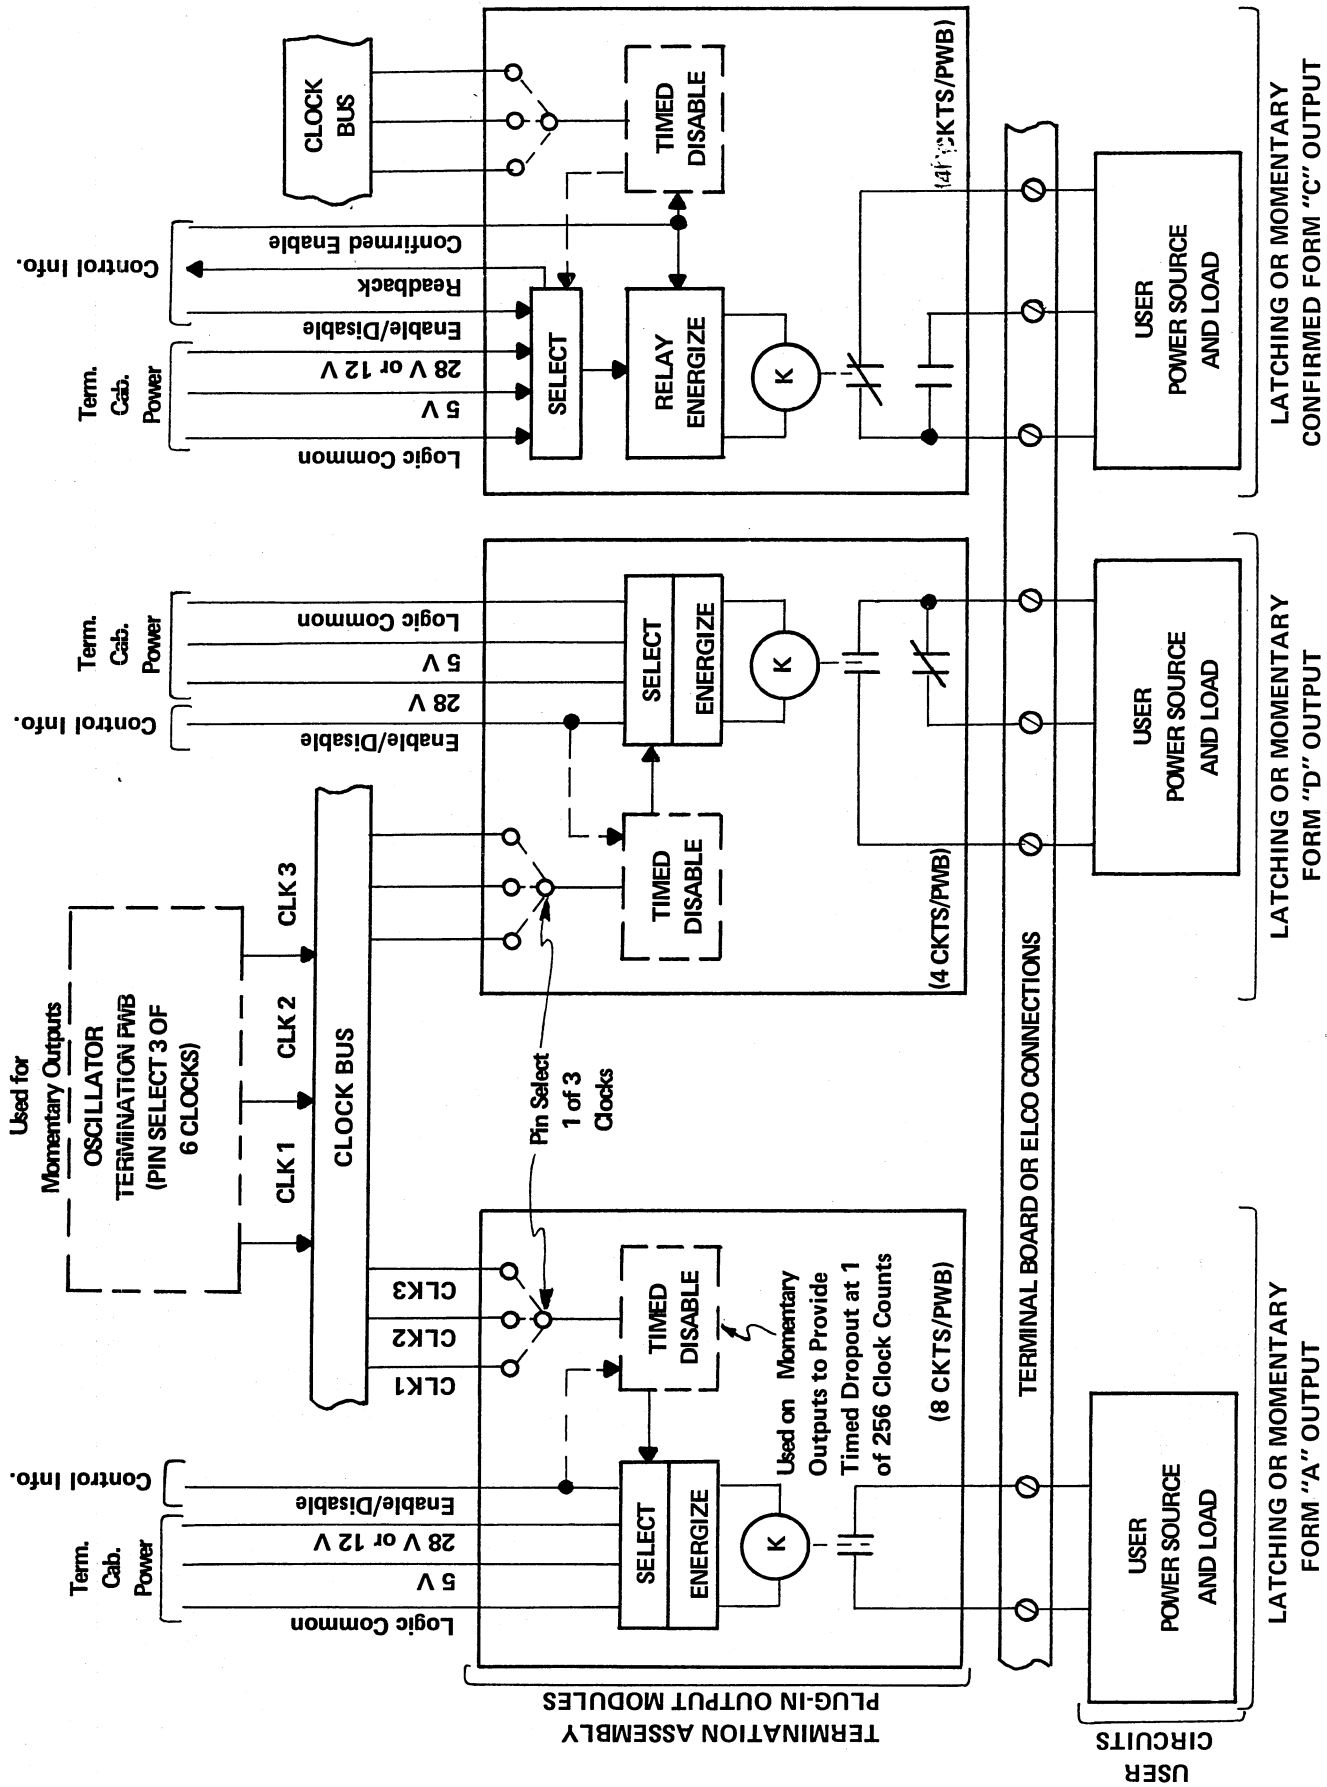 Used for
Momentary Outputs
OSCILLATOR
TERMINATION PWB
(PIN SELECT 3 OF
6 CLOCKS)
CLK 1
CLK 2
CLK 3
CLOCK BUS
CLOCK
BUS
Term.
Cab.
Power
Control Info.
Logic Common
5 V
28 V or 12 V
Enable/Disable
CLK1
CLK2
CLK3
Pin Select
1 of 3
Clocks
SELECT
ENERGIZE
TIMED
DISABLE
K
Used on Momentary
Outputs to Provide
Timed Dropout at 1
of 256 Clock Counts
(8 CKTS/PWB)
Control Info.
Term.
Cab.
Power
Enable/Disable
28 V
5 V
Logic Common
TIMED
DISABLE
SELECT
ENERGIZE
K
(4 CKTS/PWB)
Term.
Cab.
Power
Control Info.
Logic Common
5 V
28 V or 12 V
Enable/Disable
Readback
Confirmed Enable
SELECT
RELAY
ENERGIZE
TIMED
DISABLE
K
CKTS/PWB)
TERMINATION ASSEMBLY
PLUG-IN OUTPUT MODULES
TERMINAL BOARD OR ELCO CONNECTIONS
USER
CIRCUITS
USER
POWER SOURCE
AND LOAD
USER
POWER SOURCE
AND LOAD
USER
POWER SOURCE
AND LOAD
LATCHING OR MOMENTARY
FORM "A" OUTPUT
LATCHING OR MOMENTARY
FORM "D" OUTPUT
LATCHING OR MOMENTARY
CONFIRMED FORM "C" OUTPUT